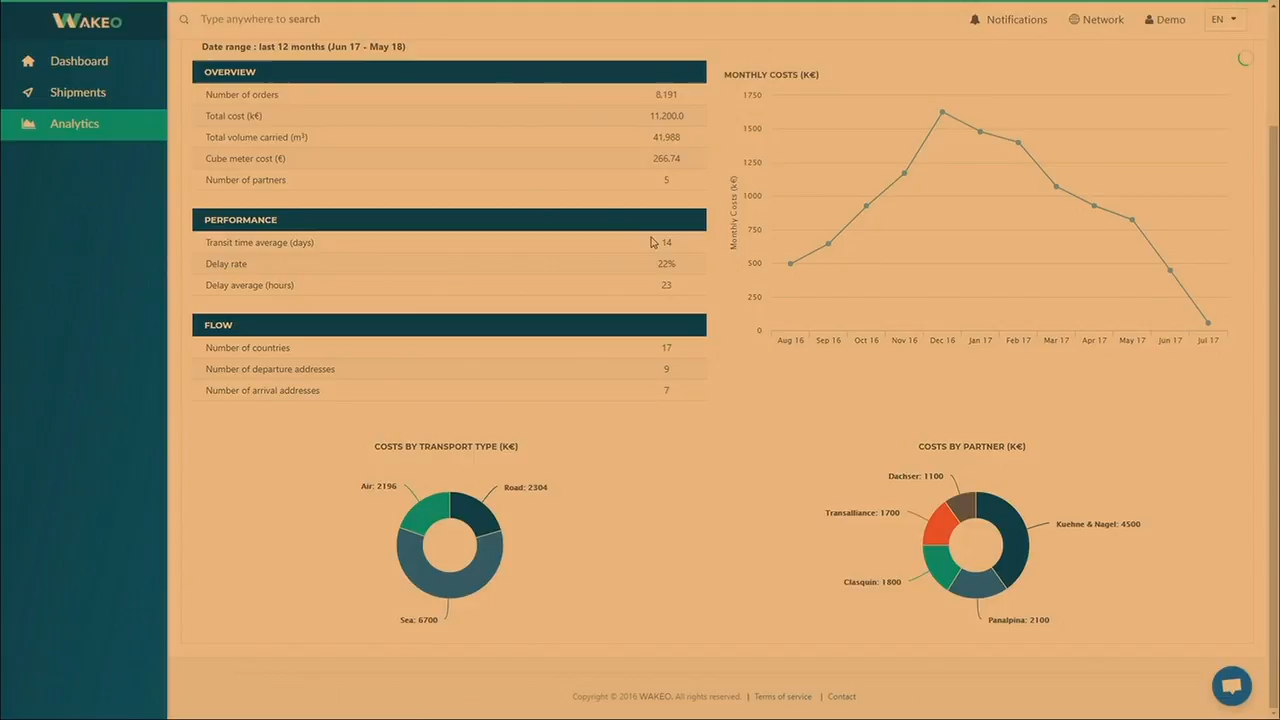 WAKEO
Type anywhere to search
Notifications
Network
Demo
EN
Dashboard
Shipments
Analytics
Date range : last 12 months (Jun 17 - May 18)
OVERVIEW
Number of orders 8,191
Total cost (k€) 11,200.0
Total volume carried (m³) 41,988
Cube meter cost (€) 266.74
Number of partners 5
PERFORMANCE
Transit time average (days) 14
Delay rate 22%
Delay average (hours) 23
FLOW
Number of countries 17
Number of departure addresses 9
Number of arrival addresses 7
MONTHLY COSTS (K€)
Monthly Costs (k€)
1750
1500
1250
1000
750
500
250
0
Aug 16 Sep 16 Oct 16 Nov 16 Dec 16 Jan 17 Feb 17 Mar 17 Apr 17 May 17 Jun 17 Jul 17
COSTS BY TRANSPORT TYPE (K€)
Air: 2196
Road: 2304
Sea: 6700
COSTS BY PARTNER (K€)
Dachser: 1100
Transalliance: 1700
Kuehne & Nagel: 4500
Clasquin: 1800
Panalpina: 2100
Copyright © 2016 WAKEO. All rights reserved. | Terms of service | Contact